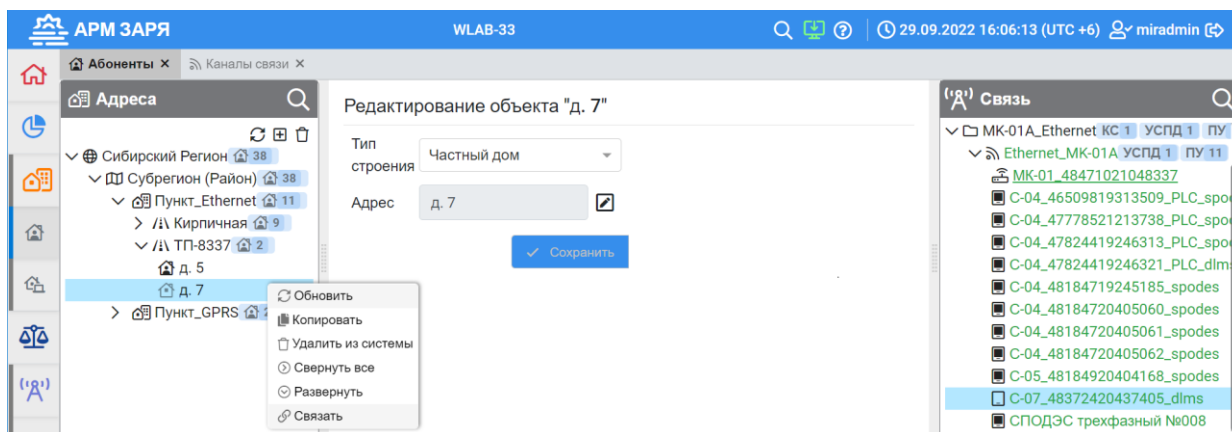 АРМ ЗАРЯ WLAB-33 29.09.2022 16:06:13 (UTC +6) miradmin
Абоненты × Каналы связи ×
Адреса
Сибирский Регион 38
Субрегион (Район) 38
Пункт_Ethernet 11
Кирпичная 9
ТП-8337 2
д. 5
д. 7
Пункт_GPRS 2
Обновить
Копировать
Удалить из системы
Свернуть все
Развернуть
Связать
Редактирование объекта "д. 7"
Тип строения Частный дом
Адрес д. 7
Сохранить
Связь
МК-01А_Ethernet КС 1 УСПД 1 ПУ
Ethernet_МК-01А УСПД 1 ПУ 11
МК-01_48471021048337
С-04_46509819313509_PLC_spo
С-04_47778521213738_PLC_spo
С-04_47824419246313_PLC_spo
С-04_47824419246321_PLC_dlm
С-04_48184719245185_spodes
С-04_48184720405060_spodes
С-04_48184720405061_spodes
С-04_48184720405062_spodes
С-05_48184920404168_spodes
С-07_48372420437405_dlms
СПОДЭС трехфазный №008